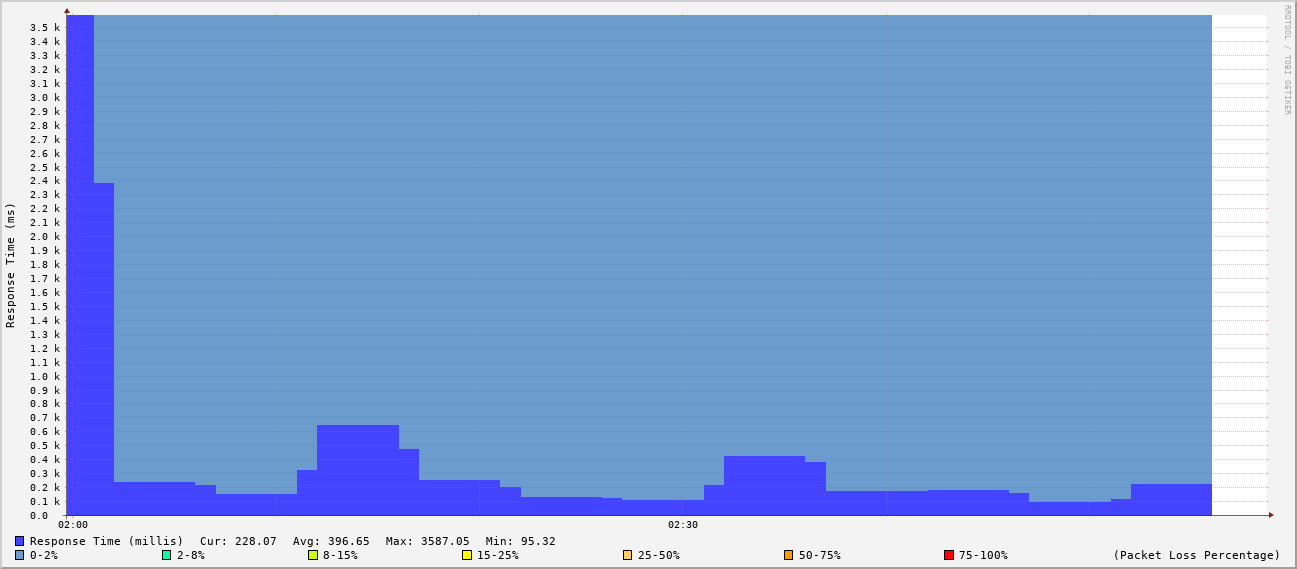 RRDTOOL / TOBI OETIKER
Response Time (ms)
3.5 k
3.4 k
3.3 k
3.2 k
3.1 k
3.0 k
2.9 k
2.8 k
2.7 k
2.6 k
2.5 k
2.4 k
2.3 k
2.2 k
2.1 k
2.0 k
1.9 k
1.8 k
1.7 k
1.6 k
1.5 k
1.4 k
1.3 k
1.2 k
1.1 k
1.0 k
0.9 k
0.8 k
0.7 k
0.6 k
0.5 k
0.4 k
0.3 k
0.2 k
0.1 k
0.0
02:00 02:30
Response Time (millis) Cur: 228.07 Avg: 396.65 Max: 3587.05 Min: 95.32
0-2% 2-8% 8-15% 15-25% 25-50% 50-75% 75-100% (Packet Loss Percentage)